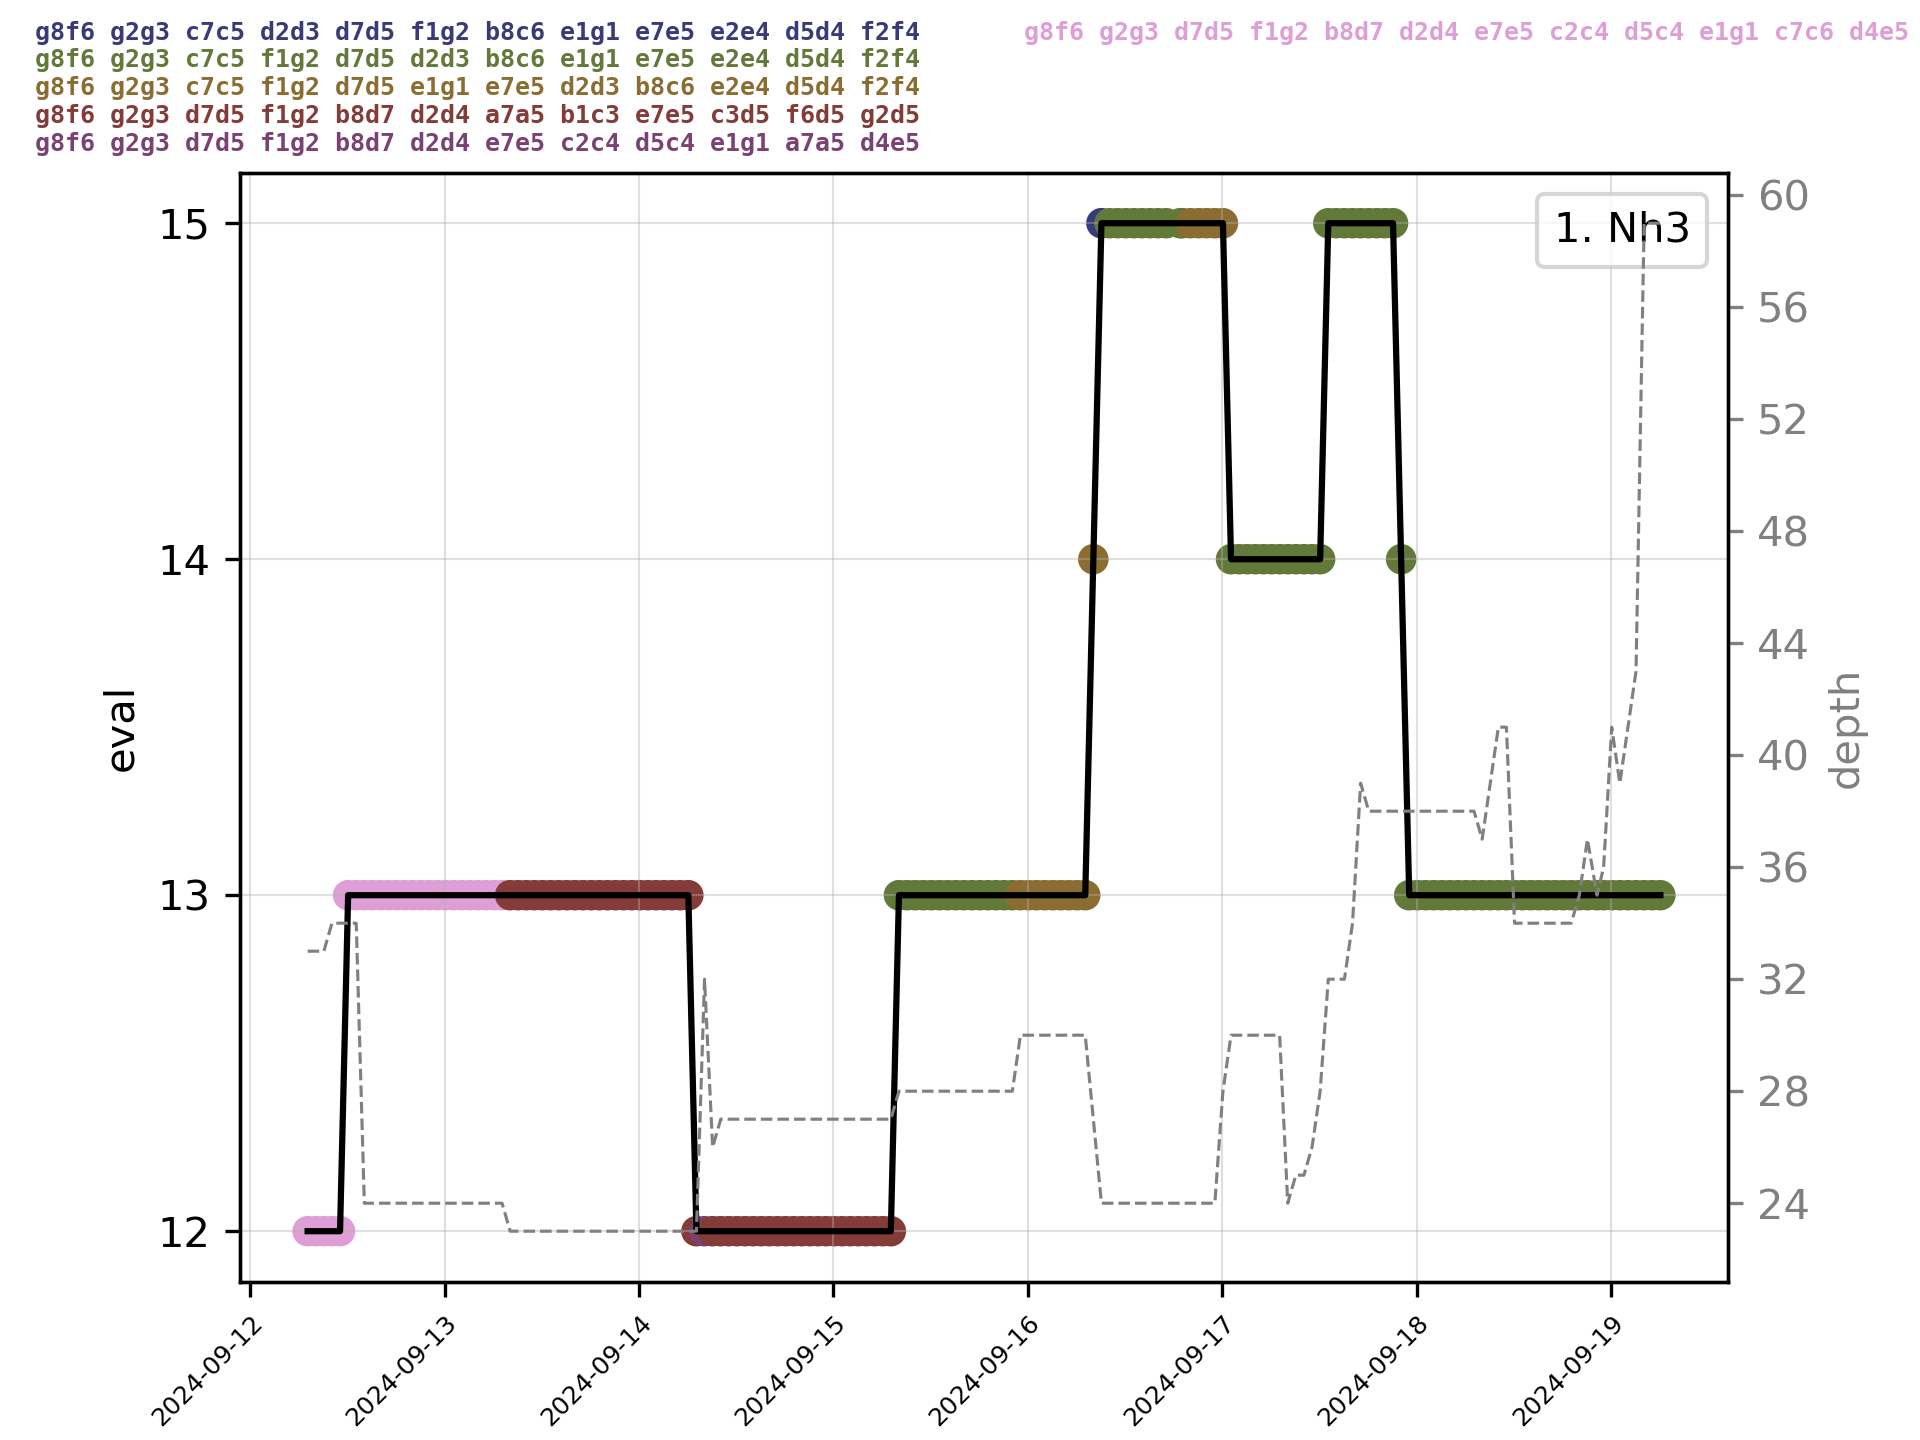 g8f6 g2g3 c7c5 d2d3 d7d5 f1g2 b8c6 e1g1 e7e5 e2e4 d5d4 f2f4
g8f6 g2g3 c7c5 f1g2 d7d5 d2d3 b8c6 e1g1 e7e5 e2e4 d5d4 f2f4
g8f6 g2g3 c7c5 f1g2 d7d5 e1g1 e7e5 d2d3 b8c6 e2e4 d5d4 f2f4
g8f6 g2g3 d7d5 f1g2 b8d7 d2d4 a7a5 b1c3 e7e5 c3d5 f6d5 g2d5
g8f6 g2g3 d7d5 f1g2 b8d7 d2d4 e7e5 c2c4 d5c4 e1g1 a7a5 d4e5
g8f6 g2g3 d7d5 f1g2 b8d7 d2d4 e7e5 c2c4 d5c4 e1g1 c7c6 d4e5
1. Nh3
eval
15
14
13
12
depth
60
56
52
48
44
40
36
32
28
24
2024-09-12
2024-09-13
2024-09-14
2024-09-15
2024-09-16
2024-09-17
2024-09-18
2024-09-19